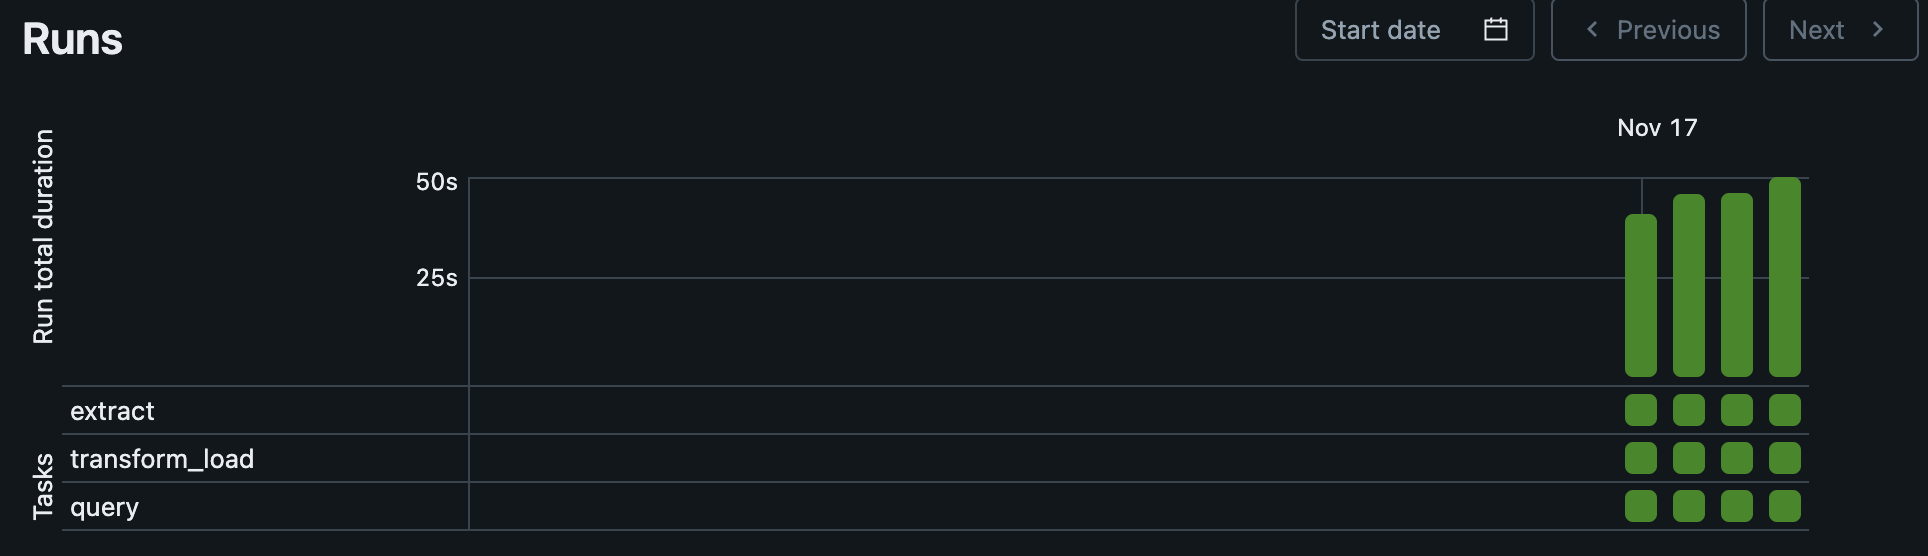 Runs
Start date
Previous
Next
Nov 17
Run total duration
50s
25s
Tasks
extract
transform_load
query